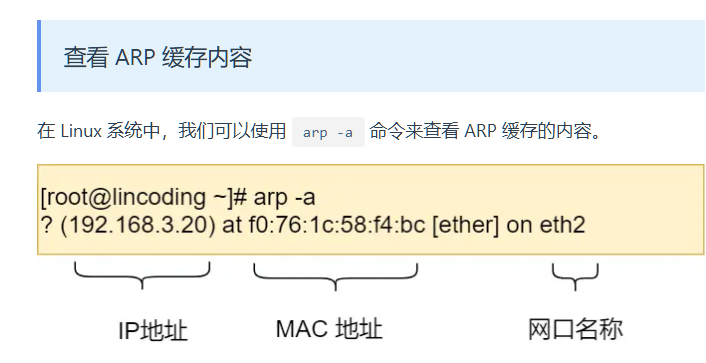 查看 ARP 缓存内容
在 Linux 系统中，我们可以使用 arp -a 命令来查看 ARP 缓存的内容。
[root@lincoding ~]# arp -a
? (192.168.3.20) at f0:76:1c:58:f4:bc [ether] on eth2
IP地址 MAC 地址 网口名称